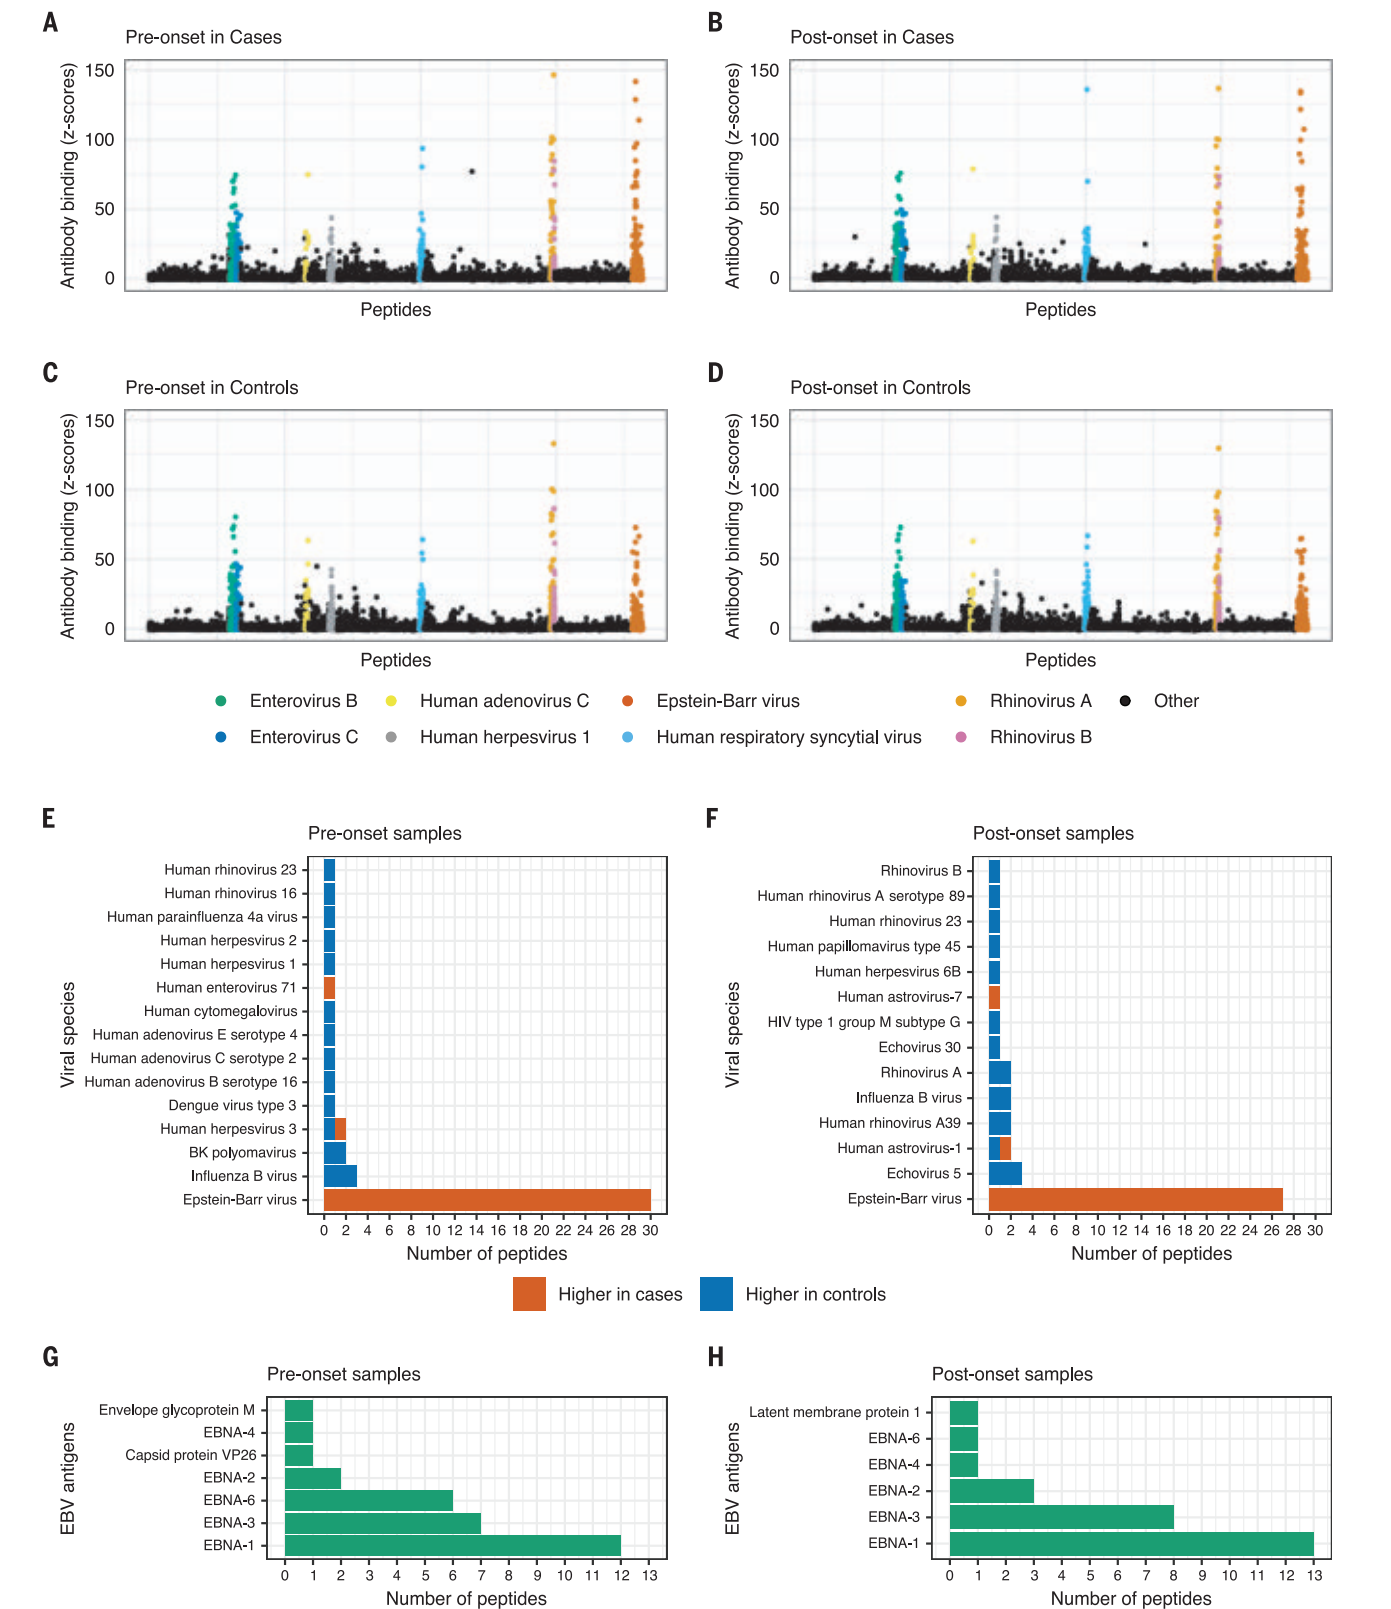 A
Pre-onset in Cases
150
100
50
0
Antibody binding (z-scores)
Peptides
B
Post-onset in Cases
150
100
50
0
Antibody binding (z-scores)
Peptides
C
Pre-onset in Controls
150
100
50
0
Antibody binding (z-scores)
Peptides
D
Post-onset in Controls
150
100
50
0
Antibody binding (z-scores)
Peptides
Enterovirus B
Human adenovirus C
Epstein-Barr virus
Rhinovirus A
Other
Enterovirus C
Human herpesvirus 1
Human respiratory syncytial virus
Rhinovirus B
E
Pre-onset samples
Viral species
Human rhinovirus 23
Human rhinovirus 16
Human parainfluenza 4a virus
Human herpesvirus 2
Human herpesvirus 1
Human enterovirus 71
Human cytomegalovirus
Human adenovirus E serotype 4
Human adenovirus C serotype 2
Human adenovirus B serotype 16
Dengue virus type 3
Human herpesvirus 3
BK polyomavirus
Influenza B virus
Epstein-Barr virus
0 2 4 6 8 10 12 14 16 18 20 22 24 26 28 30
Number of peptides
F
Post-onset samples
Viral species
Rhinovirus B
Human rhinovirus A serotype 89
Human rhinovirus 23
Human papillomavirus type 45
Human herpesvirus 6B
Human astrovirus-7
HIV type 1 group M subtype G
Echovirus 30
Rhinovirus A
Influenza B virus
Human rhinovirus A39
Human astrovirus-1
Echovirus 5
Epstein-Barr virus
0 2 4 6 8 10 12 14 16 18 20 22 24 26 28 30
Number of peptides
Higher in cases
Higher in controls
G
Pre-onset samples
EBV antigens
Envelope glycoprotein M
EBNA-4
Capsid protein VP26
EBNA-2
EBNA-6
EBNA-3
EBNA-1
0 1 2 3 4 5 6 7 8 9 10 11 12 13
Number of peptides
H
Post-onset samples
EBV antigens
Latent membrane protein 1
EBNA-6
EBNA-4
EBNA-2
EBNA-3
EBNA-1
0 1 2 3 4 5 6 7 8 9 10 11 12 13
Number of peptides